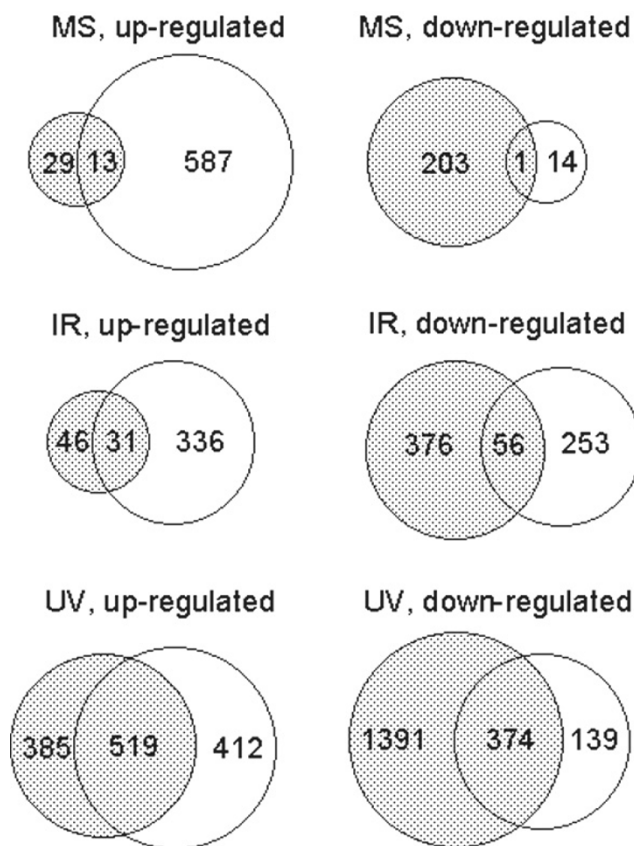 MS, up-regulated
MS, down-regulated
29 13 587
203 1 14
IR, up-regulated
IR, down-regulated
46 31 336
376 56 253
UV, up-regulated
UV, down-regulated
385 519 412
1391 374 139